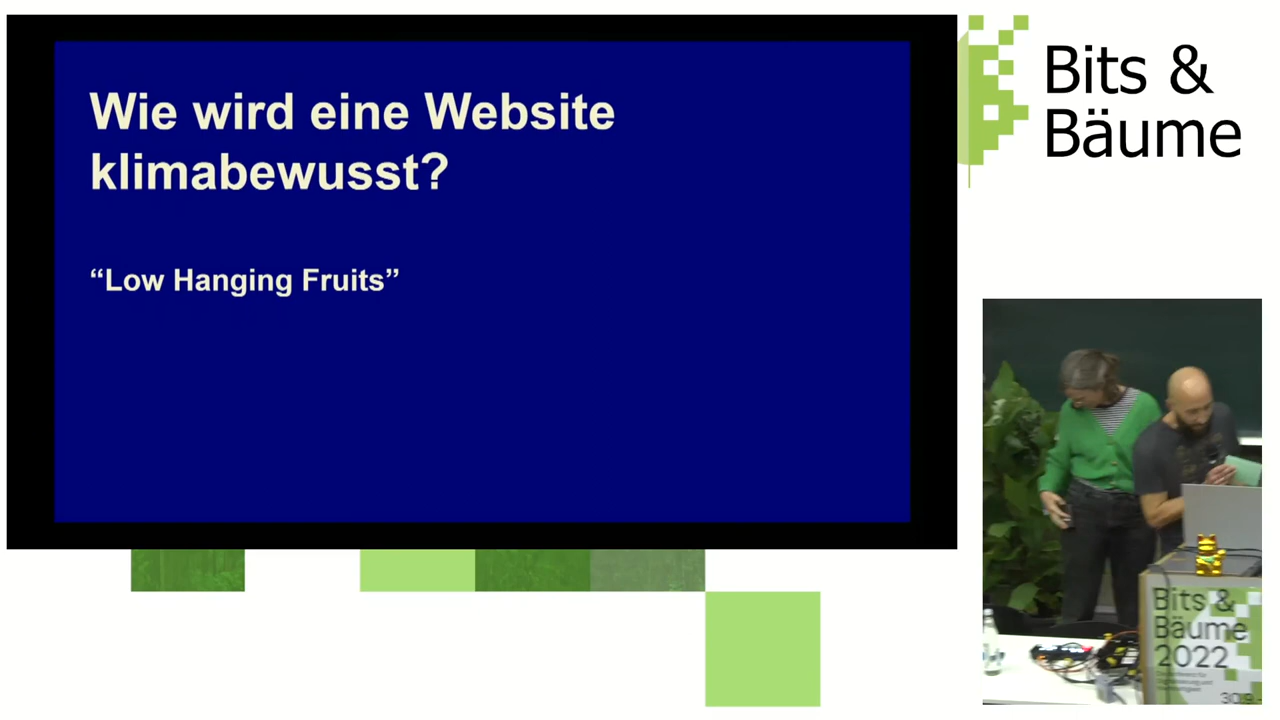 Wie wird eine Website
klimabewusst?
“Low Hanging Fruits”
Bits &
Bäume
Bits &
Bäume
2022